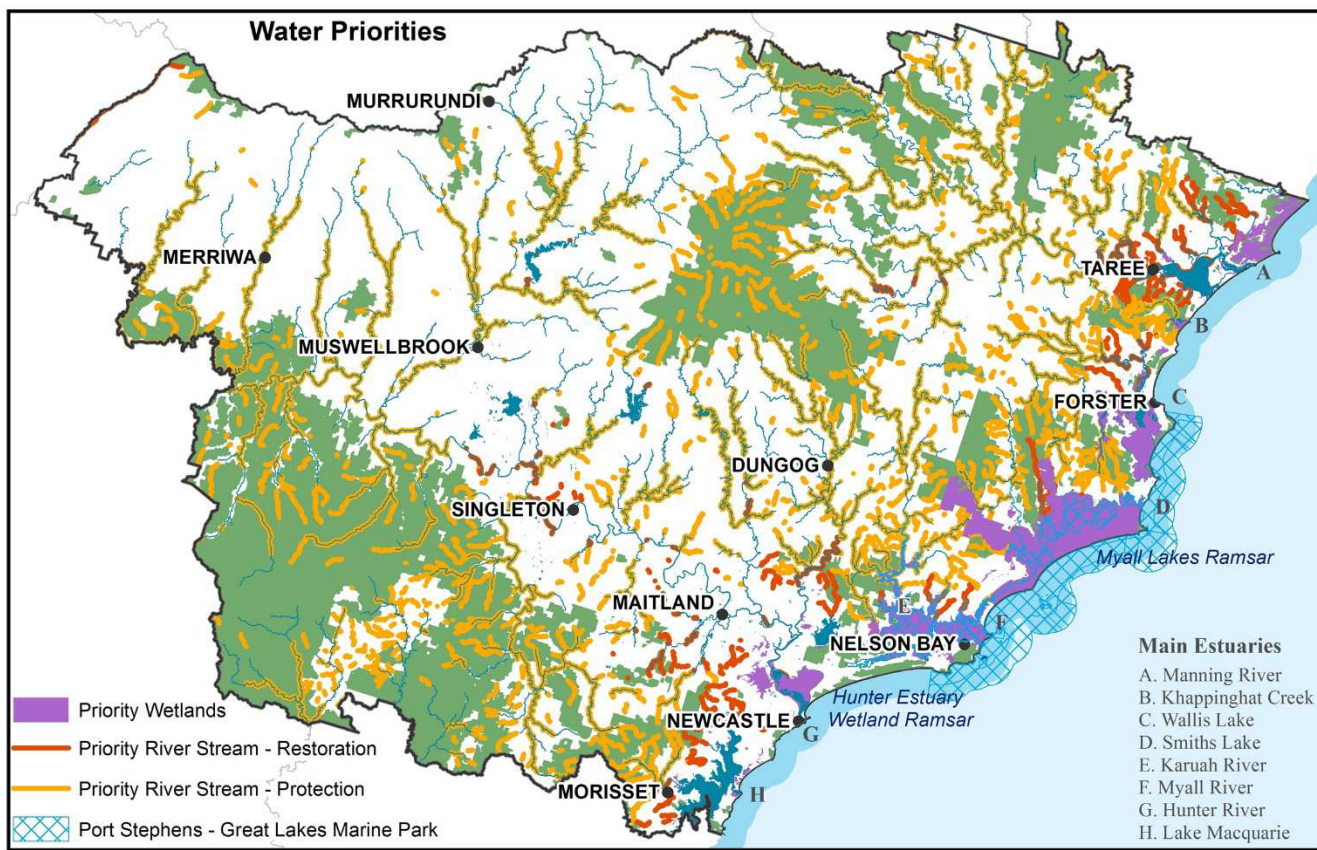 Water Priorities
MURRURUNDI
MERRIWA
TAREE
A
B
MUSWELLBROOK
FORSTER
C
DUNGOG
SINGLETON
D
Myall Lakes Ramsar
MAITLAND
E
F
NELSON BAY
Hunter Estuary
Wetland Ramsar
NEWCASTLE
G
MORISSET
H
Priority Wetlands
Priority River Stream - Restoration
Priority River Stream - Protection
Port Stephens - Great Lakes Marine Park
Main Estuaries
A. Manning River
B. Khappinghat Creek
C. Wallis Lake
D. Smiths Lake
E. Karuah River
F. Myall River
G. Hunter River
H. Lake Macquarie